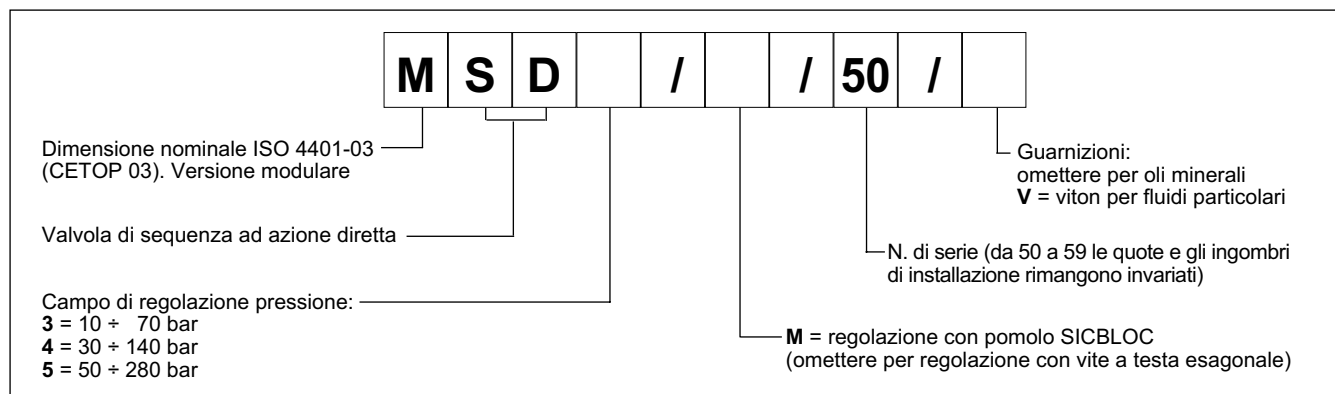 M S D / / 50 /
Dimensione nominale ISO 4401-03
(CETOP 03). Versione modulare
Valvola di sequenza ad azione diretta
Campo di regolazione pressione:
3 = 10 ÷ 70 bar
4 = 30 ÷ 140 bar
5 = 50 ÷ 280 bar
Guarnizioni:
omettere per oli minerali
V = viton per fluidi particolari
N. di serie (da 50 a 59 le quote e gli ingombri
di installazione rimangono invariati)
M = regolazione con pomolo SICBLOC
(omettere per regolazione con vite a testa esagonale)